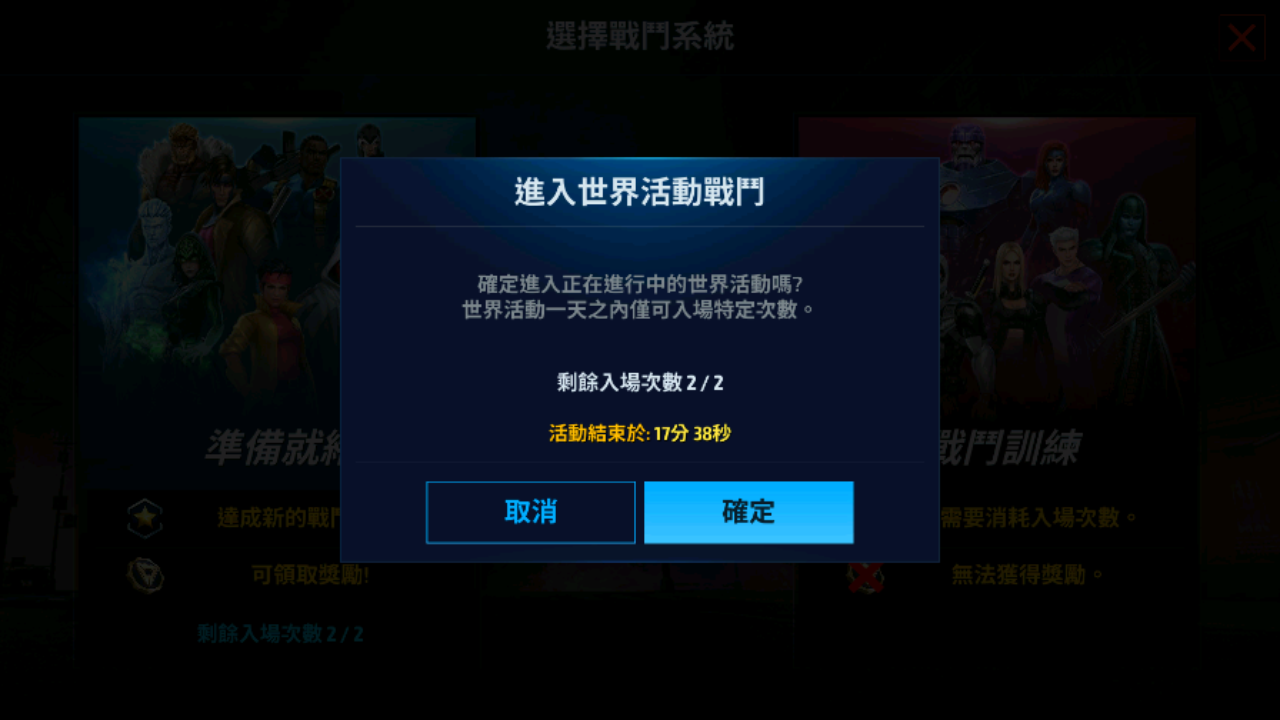 選擇戰鬥系統
進入世界活動戰鬥
確定進入正在進行中的世界活動嗎?
世界活動一天之內僅可入場特定次數。
剩餘入場次數 2 / 2
活動結束於: 17分 38秒
取消
確定
準備就
達成新的戰
可領取獎勵!
剩餘入場次數 2 / 2
戰鬥訓練
需要消耗入場次數。
無法獲得獎勵。